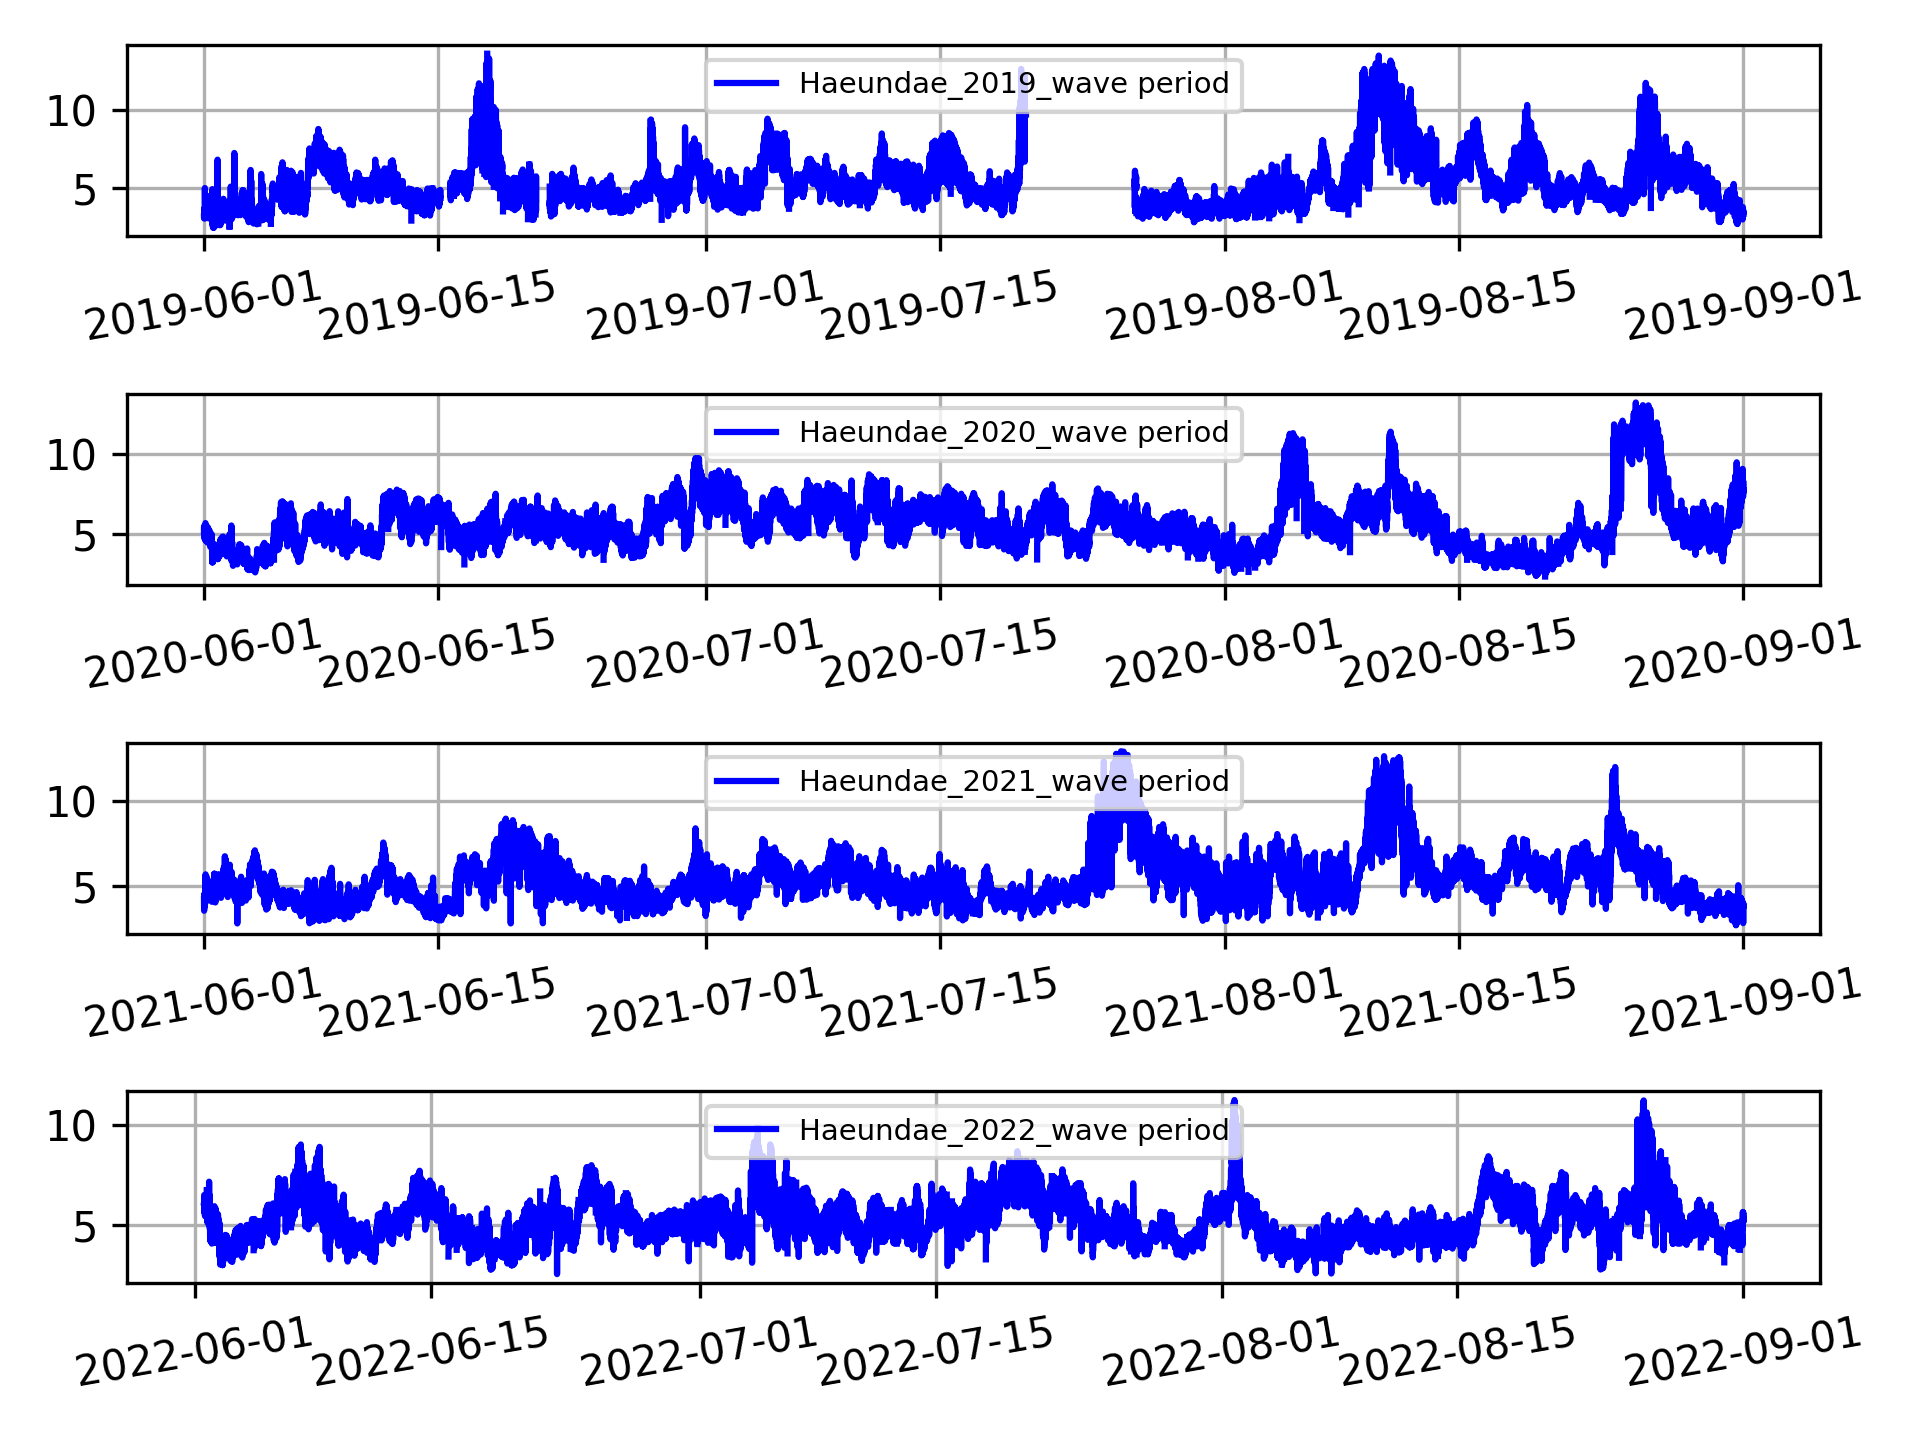 Haeundae_2019_wave period
10
5
2019-06-01 2019-06-15 2019-07-01 2019-07-15 2019-08-01 2019-08-15 2019-09-01
Haeundae_2020_wave period
10
5
2020-06-01 2020-06-15 2020-07-01 2020-07-15 2020-08-01 2020-08-15 2020-09-01
Haeundae_2021_wave period
10
5
2021-06-01 2021-06-15 2021-07-01 2021-07-15 2021-08-01 2021-08-15 2021-09-01
Haeundae_2022_wave period
10
5
2022-06-01 2022-06-15 2022-07-01 2022-07-15 2022-08-01 2022-08-15 2022-09-01